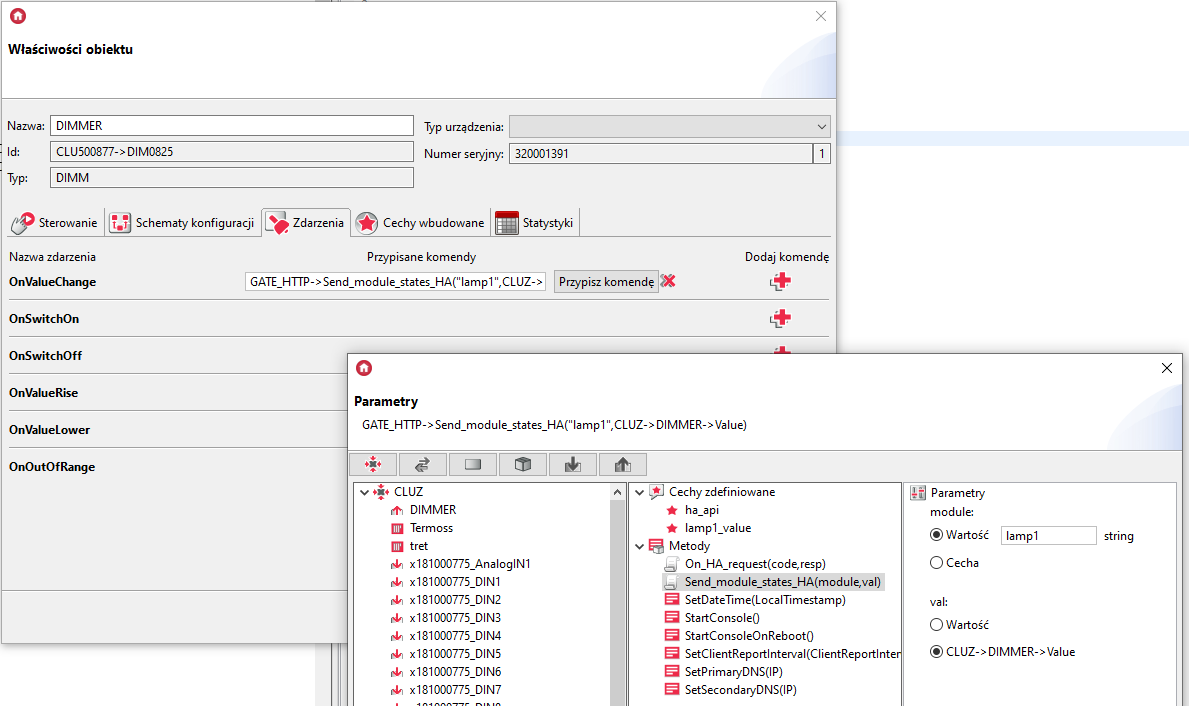 Właściwości obiektu
Nazwa: DIMMER Typ urządzenia:
Id: CLU500877->DIM0825 Numer seryjny: 320001391 1
Typ: DIMM
Sterowanie Schematy konfiguracji Zdarzenia Cechy wbudowane Statystyki
Nazwa zdarzenia Przypisane komendy Dodaj komendę
OnValueChange GATE_HTTP->Send_module_states_HA("lamp1",CLUZ-> Przypisz komendę
OnSwitchOn
OnSwitchOff
OnValueRise
OnValueLower
OnOutOfRange
Parametry
GATE_HTTP->Send_module_states_HA("lamp1",CLUZ->DIMMER->Value)
CLUZ
DIMMER
Termoss
tret
x181000775_AnalogIN1
x181000775_DIN1
x181000775_DIN2
x181000775_DIN3
x181000775_DIN4
x181000775_DIN5
x181000775_DIN6
x181000775_DIN7
Cechy zdefiniowane
ha_api
lamp1_value
Metody
On_HA_request(code,resp)
Send_module_states_HA(module,val)
SetDateTime(LocalTimestamp)
StartConsole()
StartConsoleOnReboot()
SetClientReportInterval(ClientReportInter
SetPrimaryDNS(IP)
SetSecondaryDNS(IP)
Parametry
module:
Wartość lamp1 string
Cecha
val:
Wartość
CLUZ->DIMMER->Value